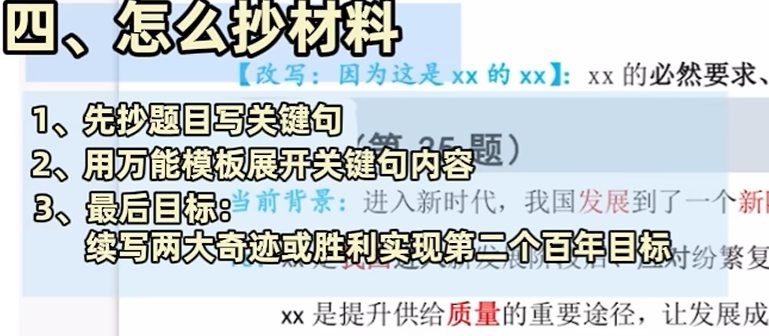 四、怎么抄材料
【改写：因为这是 xx 的 xx】：xx 的必然要求、
1、先抄题目写关键句
（第 35 题）
2、用万能模板展开关键句内容
3、最后目标：
当前背景：进入新时代，我国发展到了一个新
续写两大奇迹或胜利实现第二个百年目标
应对纷繁复
xx 是提升供给质量的重要途径，让发展成